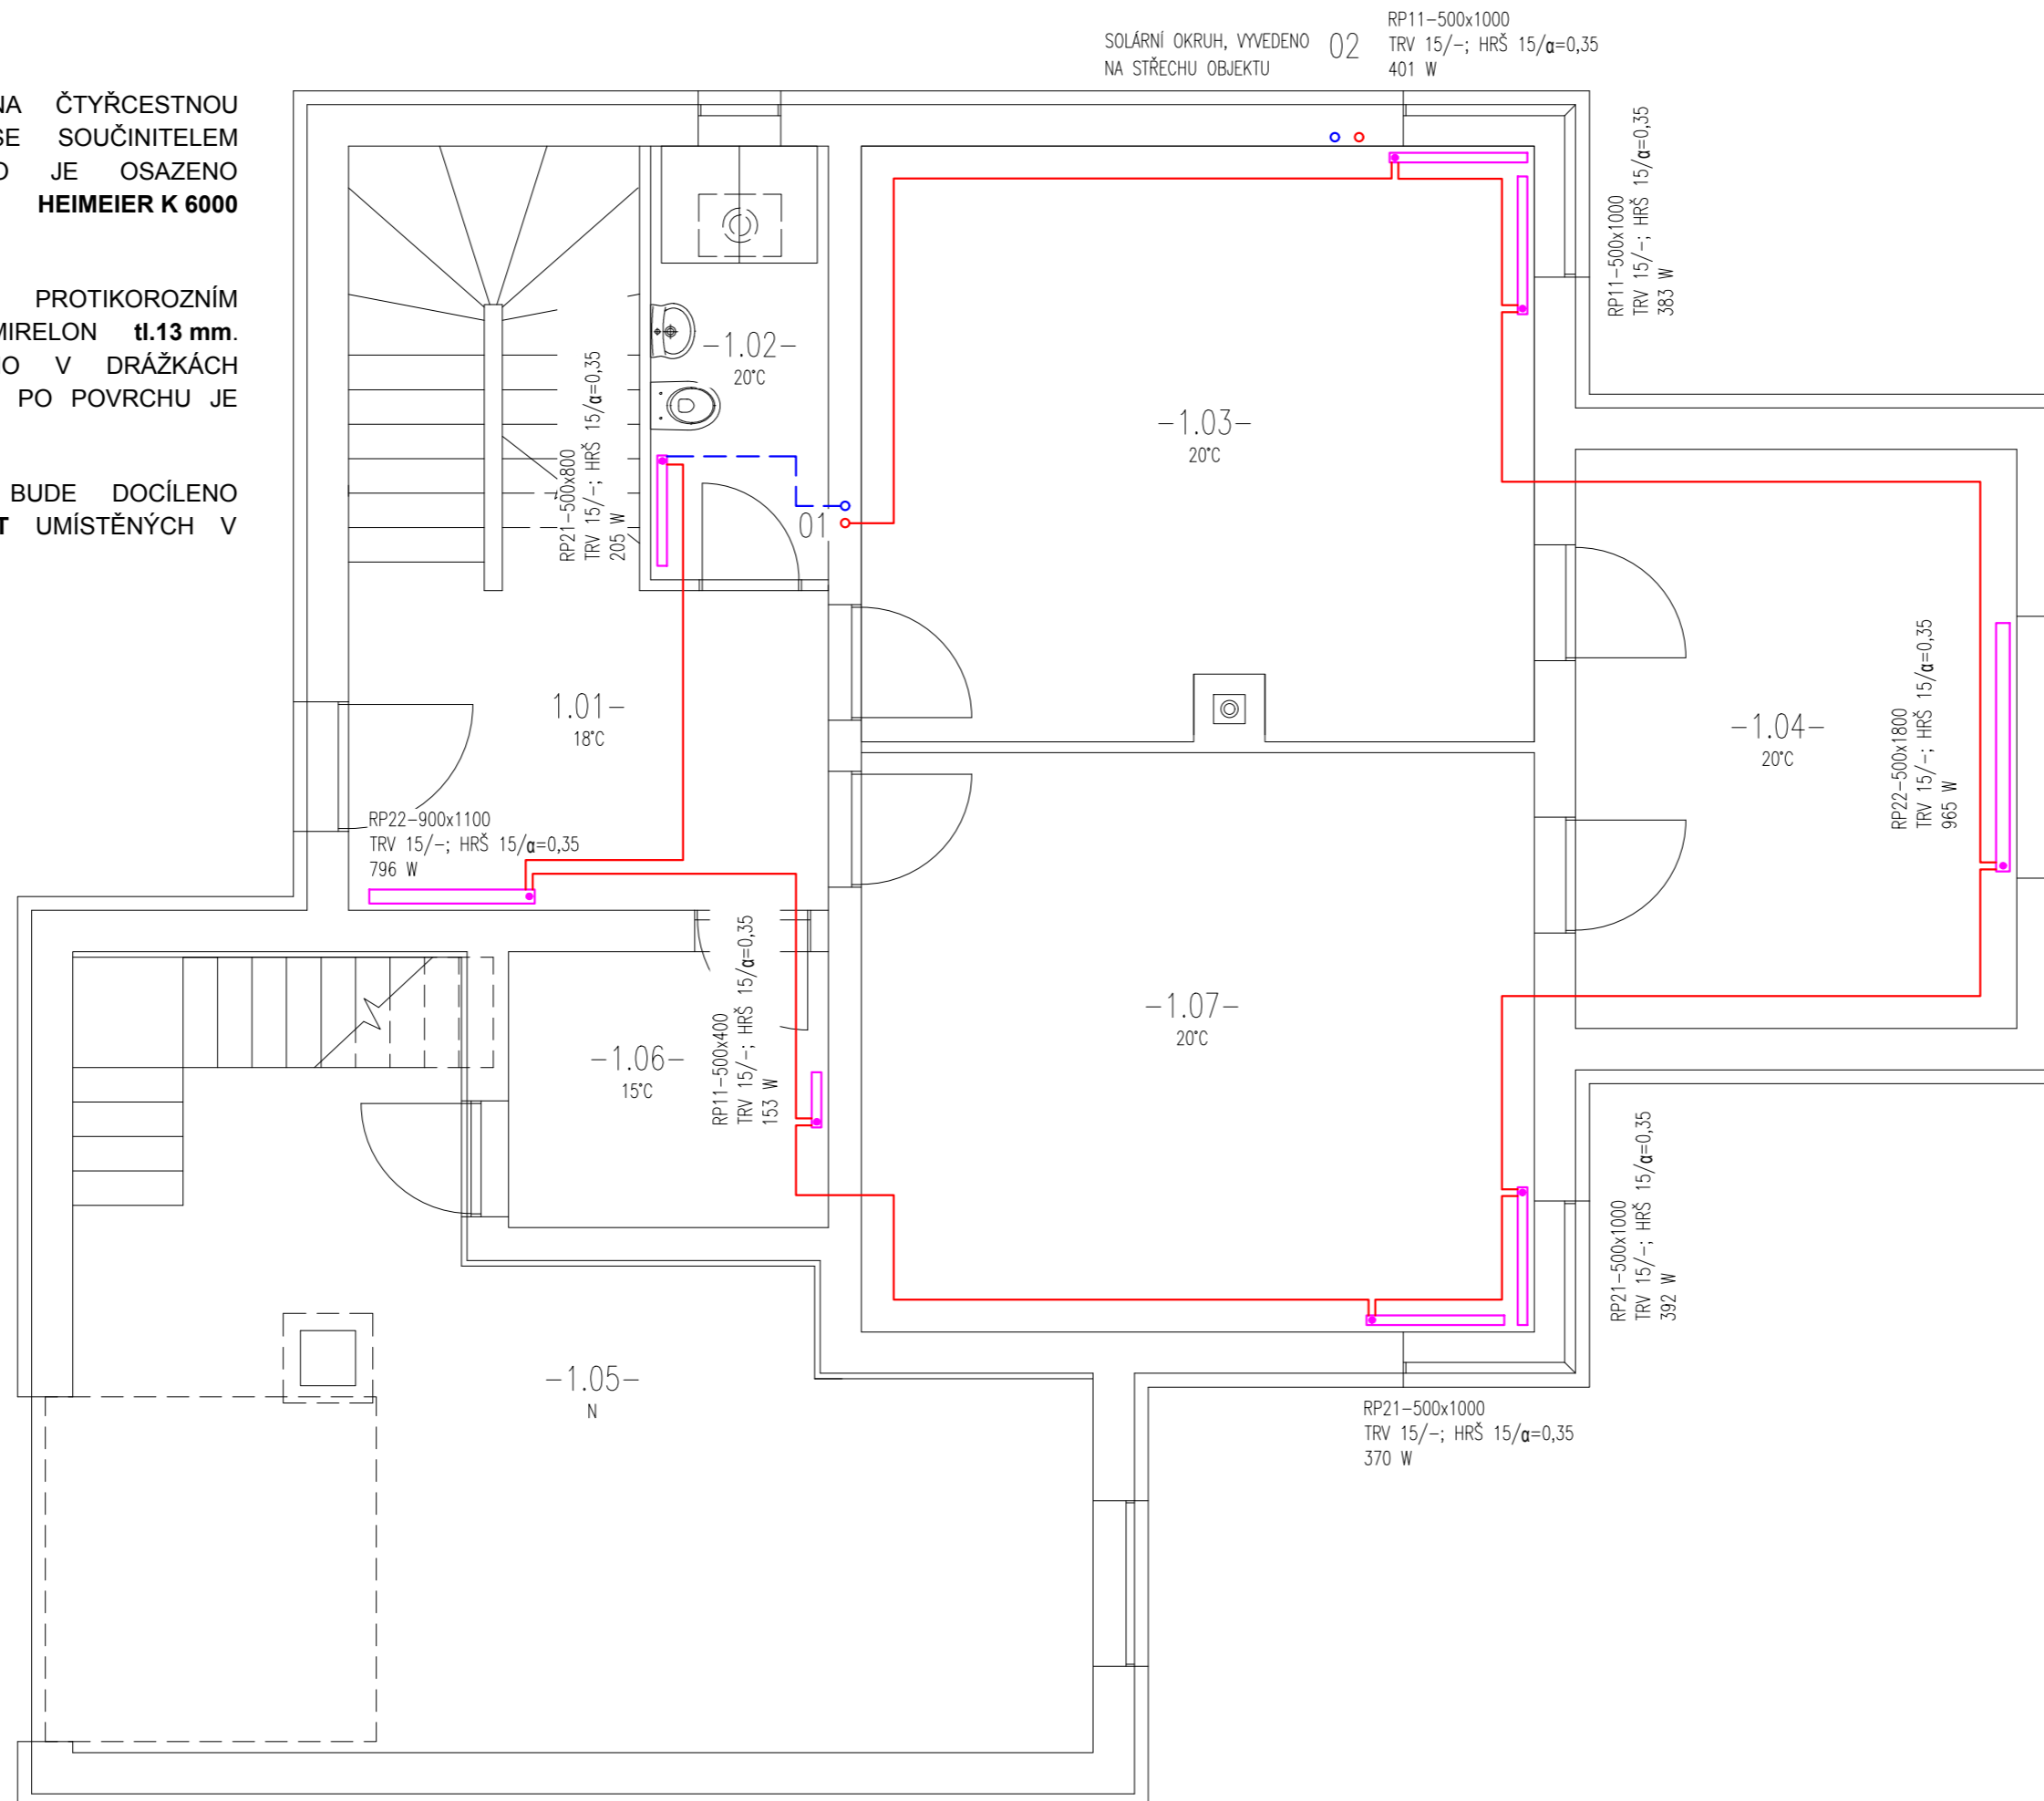 NA ČTYŘCESTNOU
SE SOUČINITELEM
O JE OSAZENO
HEIMEIER K 6000
PROTIKOROZNÍM
MIRELON tl.13 mm.
O V DRÁŽKÁCH
PO POVRCHU JE
BUDE DOCÍLENO
T UMÍSTĚNÝCH V
SOLÁRNÍ OKRUH, VYVEDENO
NA STŘECHU OBJEKTU
02
RP11-500x1000
TRV 15/-; HRŠ 15/α=0,35
401 W
RP11-500x1000
TRV 15/-; HRŠ 15/α=0,35
383 W
-1.02-
20°C
RP21-500x800
TRV 15/-; HRŠ 15/α=0,35
205 W
01
-1.03-
20°C
1.01-
18°C
-1.04-
20°C
RP22-500x1800
TRV 15/-; HRŠ 15/α=0,35
965 W
RP22-900x1100
TRV 15/-; HRŠ 15/α=0,35
796 W
RP11-500x400
TRV 15/-; HRŠ 15/α=0,35
153 W
-1.06-
15°C
-1.07-
20°C
RP21-500x1000
TRV 15/-; HRŠ 15/α=0,35
392 W
-1.05-
N
RP21-500x1000
TRV 15/-; HRŠ 15/α=0,35
370 W